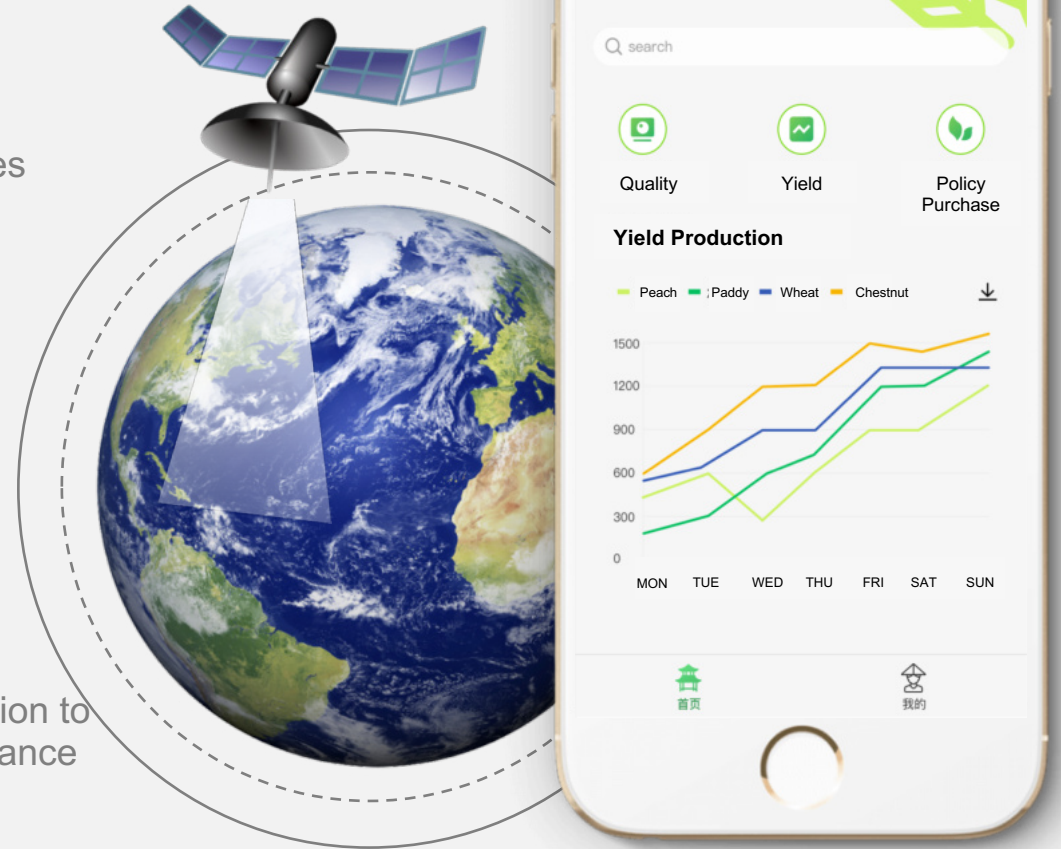 es
ion to
ance
search
Quality
Yield
Policy
Purchase
Yield Production
Peach Paddy Wheat Chestnut
1500
1200
900
600
300
0
MON TUE WED THU FRI SAT SUN
首页
我的